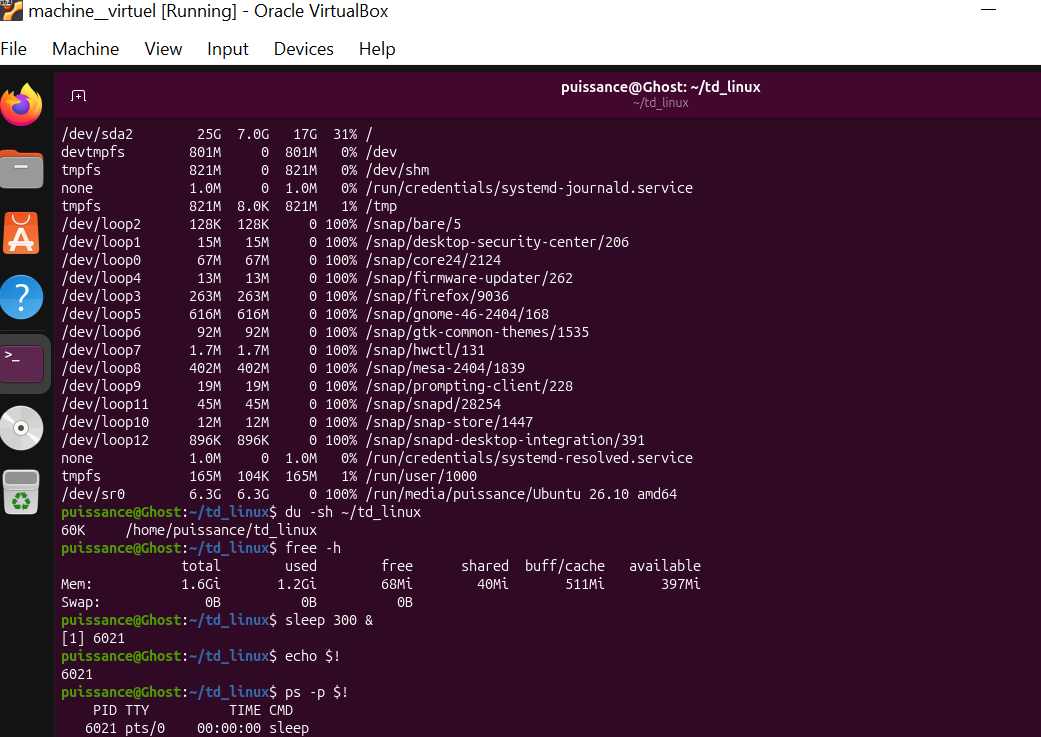 machine__virtuel [Running] - Oracle VirtualBox
File Machine View Input Devices Help
puissance@Ghost: ~/td_linux
~/td_linux
/dev/sda2 25G 7.0G 17G 31% /
devtmpfs 801M 0 801M 0% /dev
tmpfs 821M 0 821M 0% /dev/shm
none 1.0M 0 1.0M 0% /run/credentials/systemd-journald.service
tmpfs 821M 8.0K 821M 1% /tmp
/dev/loop2 128K 128K 0 100% /snap/bare/5
/dev/loop1 15M 15M 0 100% /snap/desktop-security-center/206
/dev/loop0 67M 67M 0 100% /snap/core24/2124
/dev/loop4 13M 13M 0 100% /snap/firmware-updater/262
/dev/loop3 263M 263M 0 100% /snap/firefox/9036
/dev/loop5 616M 616M 0 100% /snap/gnome-46-2404/168
/dev/loop6 92M 92M 0 100% /snap/gtk-common-themes/1535
/dev/loop7 1.7M 1.7M 0 100% /snap/hwctl/131
/dev/loop8 402M 402M 0 100% /snap/mesa-2404/1839
/dev/loop9 19M 19M 0 100% /snap/prompting-client/228
/dev/loop11 45M 45M 0 100% /snap/snapd/28254
/dev/loop10 12M 12M 0 100% /snap/snap-store/1447
/dev/loop12 896K 896K 0 100% /snap/snapd-desktop-integration/391
none 1.0M 0 1.0M 0% /run/credentials/systemd-resolved.service
tmpfs 165M 104K 165M 1% /run/user/1000
/dev/sr0 6.3G 6.3G 0 100% /run/media/puissance/Ubuntu 26.10 amd64
puissance@Ghost:~/td_linux$ du -sh ~/td_linux
60K /home/puissance/td_linux
puissance@Ghost:~/td_linux$ free -h
total used free shared buff/cache available
Mem: 1.6Gi 1.2Gi 68Mi 40Mi 511Mi 397Mi
Swap: 0B 0B 0B
puissance@Ghost:~/td_linux$ sleep 300 &
[1] 6021
puissance@Ghost:~/td_linux$ echo $!
6021
puissance@Ghost:~/td_linux$ ps -p $!
PID TTY TIME CMD
6021 pts/0 00:00:00 sleep